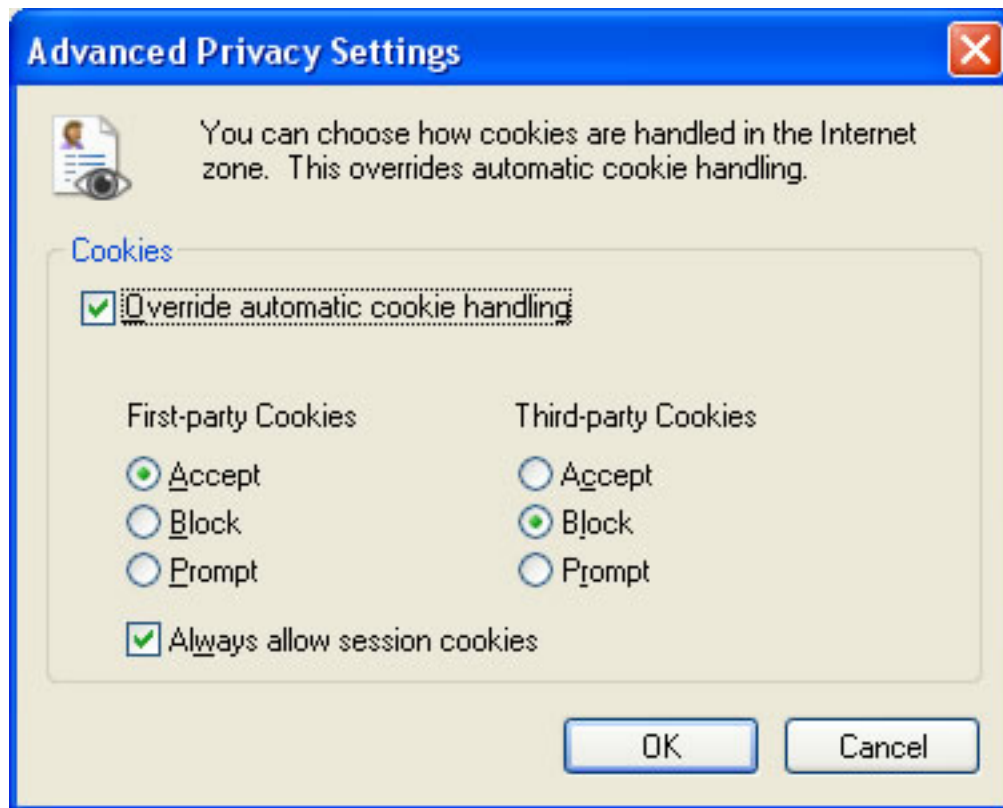 Advanced Privacy Settings
You can choose how cookies are handled in the Internet
zone.  This overrides automatic cookie handling.
Cookies
Override automatic cookie handling
First-party Cookies
Third-party Cookies
Accept
Accept
Block
Block
Prompt
Prompt
Always allow session cookies
OK
Cancel